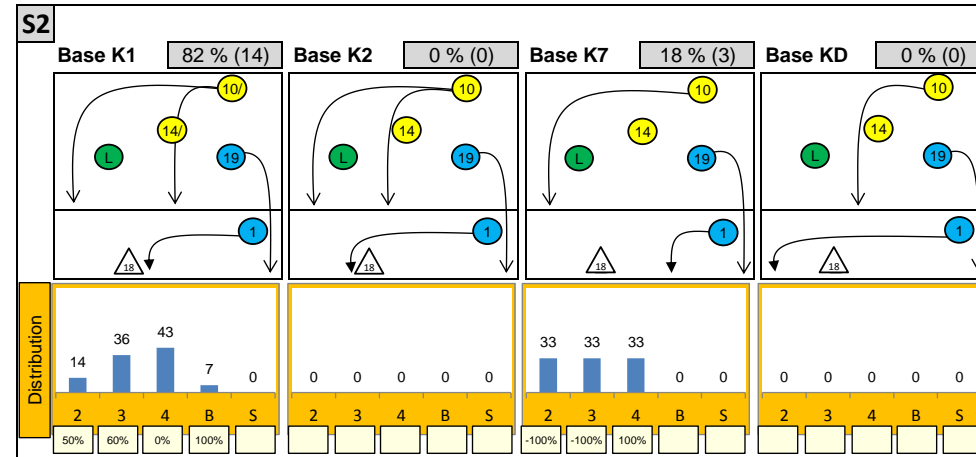 S2
Base K1 82 % (14) Base K2 0 % (0) Base K7 18 % (3) Base KD 0 % (0)
10/ 10 10 10
14/ 14 14 14
L 19 L 19 L 19 L 19
1 1 1 1
18 18 18 18
Distribution
14 36 43 7 0 0 0 0 0 0 33 33 33 0 0 0 0 0 0 0
2 3 4 B S 2 3 4 B S 2 3 4 B S 2 3 4 B S
50% 60% 0% 100% -100% -100% 100%